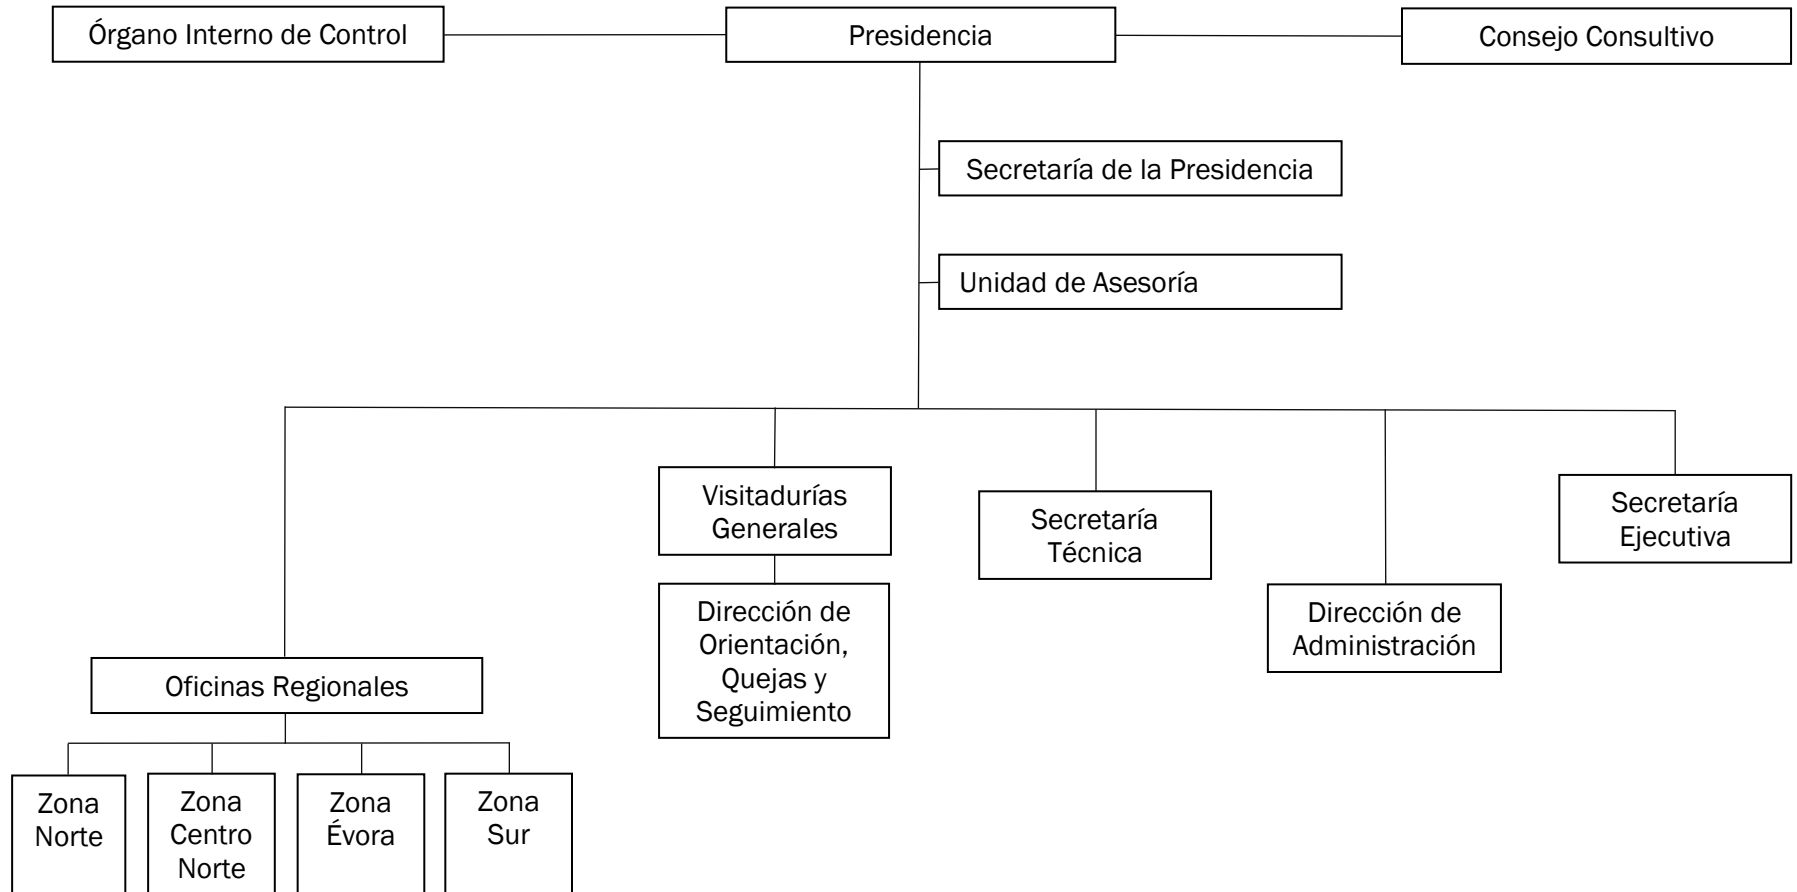 Órgano Interno de Control
Presidencia
Consejo Consultivo
Secretaría de la Presidencia
Unidad de Asesoría
Visitadurías
Generales
Secretaría
Técnica
Secretaría
Ejecutiva
Dirección de
Orientación,
Quejas y
Seguimiento
Dirección de
Administración
Oficinas Regionales
Zona
Norte
Zona
Centro
Norte
Zona
Évora
Zona
Sur